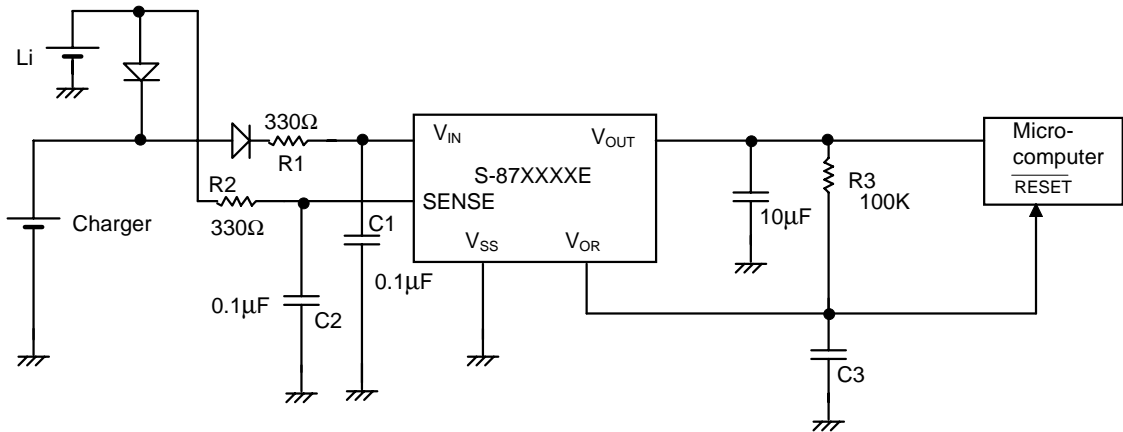 Li
330Ω
R1
Charger
R2
330Ω
C1
0.1µF
0.1µF
C2
VIN
VOUT
S-87XXXXE
SENSE
VSS
VOR
10µF
R3
100K
C3
Micro-
computer
RESET